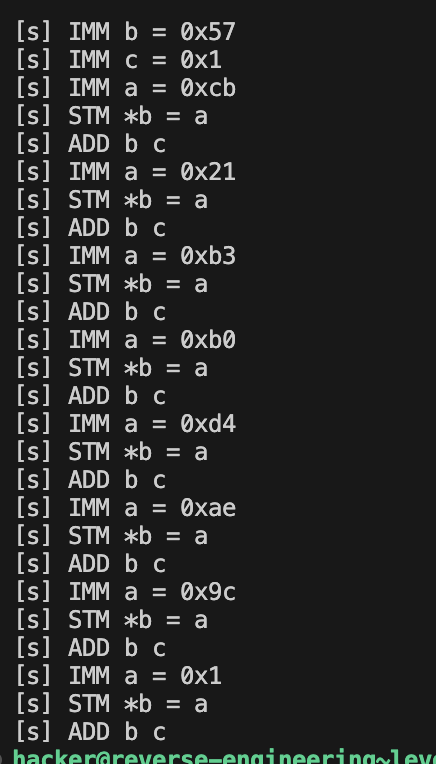 [s] IMM b = 0x57
[s] IMM c = 0x1
[s] IMM a = 0xcb
[s] STM *b = a
[s] ADD b c
[s] IMM a = 0x21
[s] STM *b = a
[s] ADD b c
[s] IMM a = 0xb3
[s] STM *b = a
[s] ADD b c
[s] IMM a = 0xb0
[s] STM *b = a
[s] ADD b c
[s] IMM a = 0xd4
[s] STM *b = a
[s] ADD b c
[s] IMM a = 0xae
[s] STM *b = a
[s] ADD b c
[s] IMM a = 0x9c
[s] STM *b = a
[s] ADD b c
[s] IMM a = 0x1
[s] STM *b = a
[s] ADD b c
hacker@reverse-engineering~leve